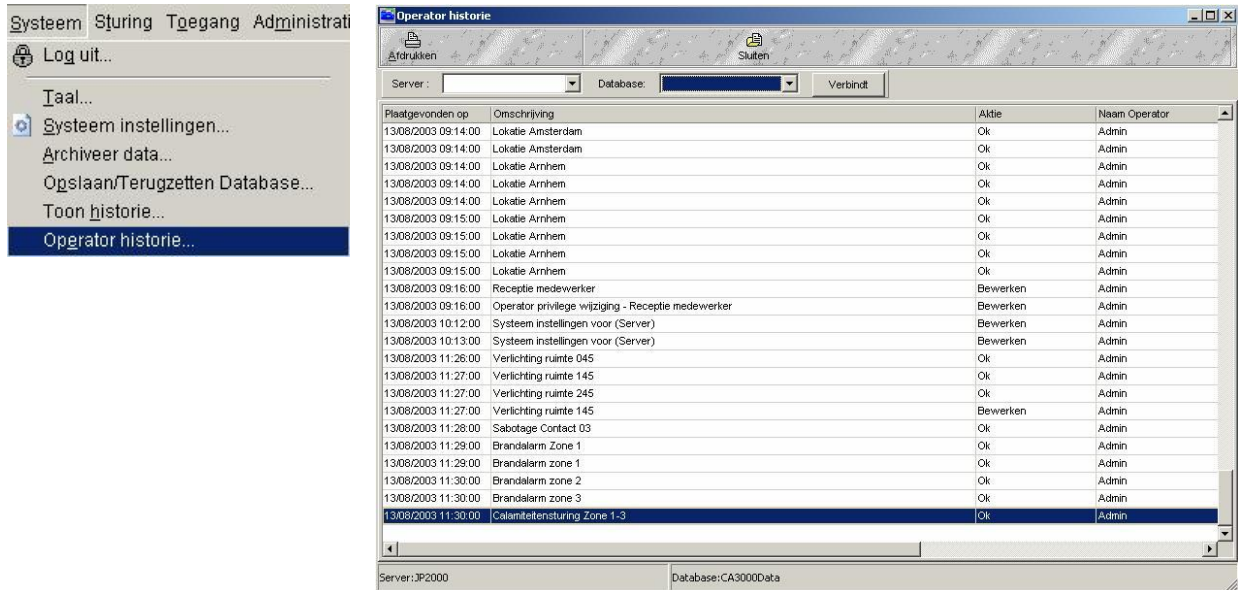 Systeem Sturing Toegang Administrati
Log uit...
Taal...
Systeem instellingen...
Archiveer data...
Opslaan/Terugzetten Database...
Toon historie...
Operator historie...
Operator historie
Afdrukken Sluiten
Server : Database: Verbindt
Plaatgevonden op Omschrijving Aktie Naam Operator
13/08/2003 09:14:00 Lokatie Amsterdam Ok Admin
13/08/2003 09:14:00 Lokatie Amsterdam Ok Admin
13/08/2003 09:14:00 Lokatie Arnhem Ok Admin
13/08/2003 09:14:00 Lokatie Arnhem Ok Admin
13/08/2003 09:14:00 Lokatie Arnhem Ok Admin
13/08/2003 09:15:00 Lokatie Arnhem Ok Admin
13/08/2003 09:15:00 Lokatie Arnhem Ok Admin
13/08/2003 09:15:00 Lokatie Arnhem Ok Admin
13/08/2003 09:15:00 Lokatie Arnhem Ok Admin
13/08/2003 09:16:00 Receptie medewerker Bewerken Admin
13/08/2003 09:16:00 Operator privilege wijziging - Receptie medewerker Bewerken Admin
13/08/2003 10:12:00 Systeem instellingen voor (Server) Bewerken Admin
13/08/2003 10:13:00 Systeem instellingen voor (Server) Bewerken Admin
13/08/2003 11:26:00 Verlichting ruimte 045 Ok Admin
13/08/2003 11:27:00 Verlichting ruimte 145 Ok Admin
13/08/2003 11:27:00 Verlichting ruimte 245 Ok Admin
13/08/2003 11:27:00 Verlichting ruimte 145 Bewerken Admin
13/08/2003 11:28:00 Sabotage Contact 03 Ok Admin
13/08/2003 11:29:00 Brandalarm Zone 1 Ok Admin
13/08/2003 11:29:00 Brandalarm zone 1 Ok Admin
13/08/2003 11:30:00 Brandalarm zone 2 Ok Admin
13/08/2003 11:30:00 Brandalarm zone 3 Ok Admin
13/08/2003 11:30:00 Calamiteitensturing Zone 1-3 Ok Admin
Server:JP2000 Database:CA3000Data